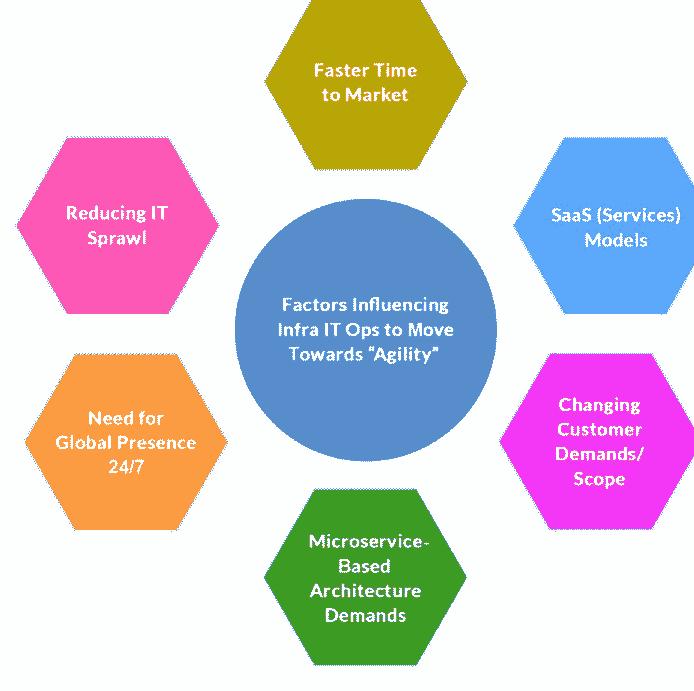 Faster Time
to Market
Reducing IT
Sprawl
SaaS (Services)
Models
Factors Influencing
Infra IT Ops to Move
Towards “Agility”
Need for
Global Presence
24/7
Changing
Customer
Demands/
Scope
Microservice-
Based
Architecture
Demands